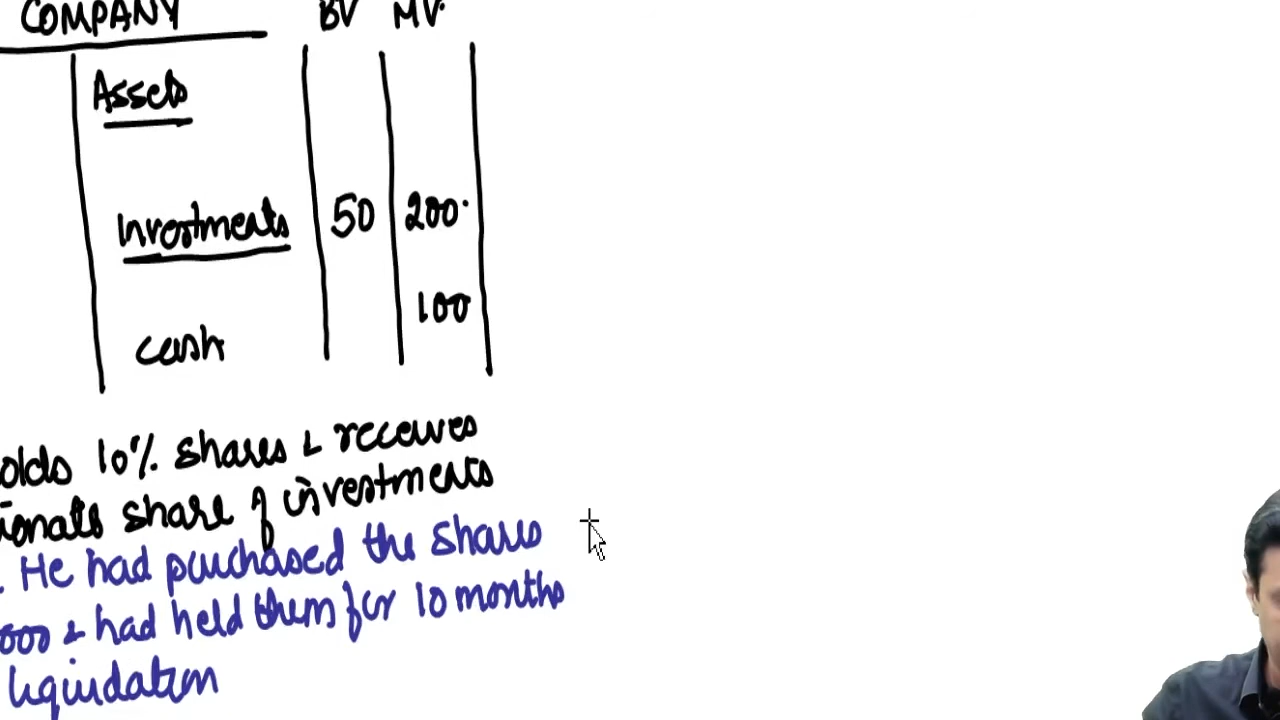 COMPANY BV MV.
Assets
Investments 50 200.
100
cash
olds 10% shares & receives
ionate share of investments
. He had purchased the shares
000 & had held them for 10 months
liquidation